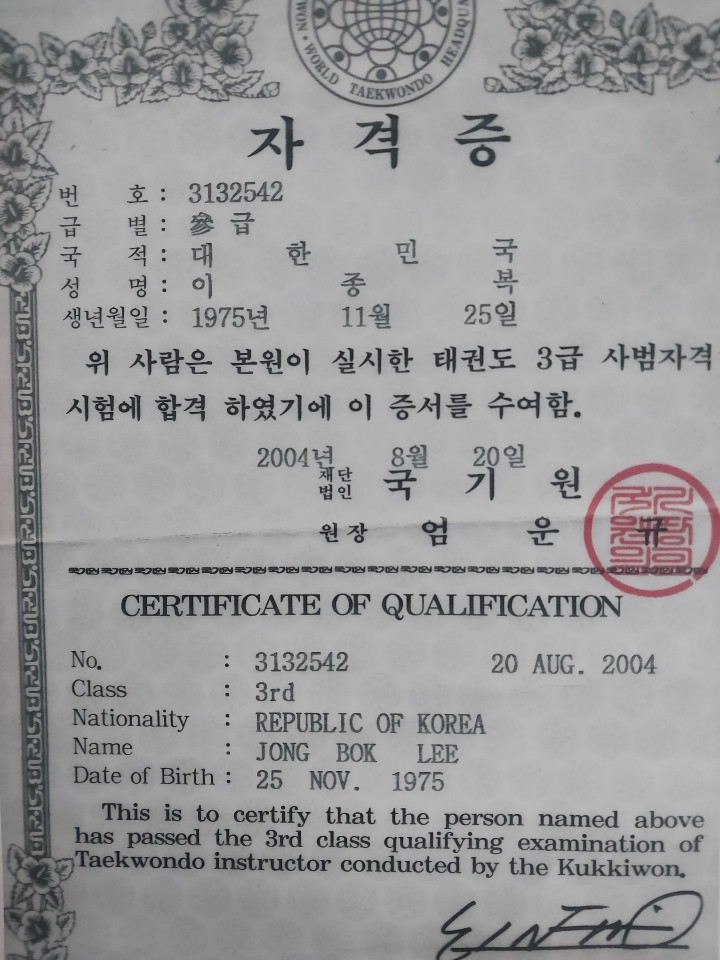 WON • WORLD TAEKWONDO HEADQUA
자 격 증
번 호 : 3132542
급 별 : 參 급
국 적 : 대 한 민 국
성 명 : 이 종 복
생년월일 : 1975년 11월 25일
위 사람은 본원이 실시한 태권도 3급 사범자격
시험에 합격 하였기에 이 증서를 수여함.
2004년 8월 20일
재단
법인 국 기 원
원장 엄 운 규
CERTIFICATE OF QUALIFICATION
No. : 3132542 20 AUG. 2004
Class : 3rd
Nationality : REPUBLIC OF KOREA
Name : JONG BOK LEE
Date of Birth : 25 NOV. 1975
This is to certify that the person named above
has passed the 3rd class qualifying examination of
Taekwondo instructor conducted by the Kukkiwon.